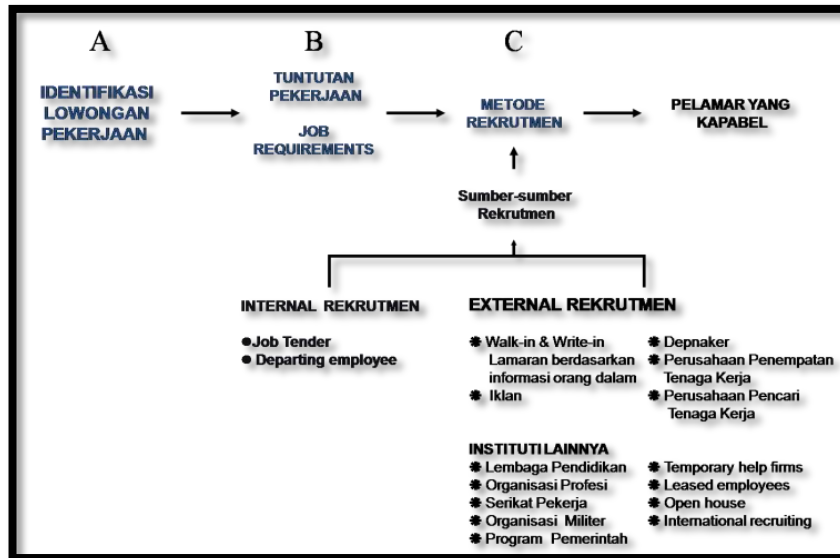 A
B
C
IDENTIFIKASI
LOWONGAN
PEKERJAAN
TUNTUTAN
PEKERJAAN
JOB
REQUIREMENTS
METODE
REKRUTMEN
PELAMAR YANG
KAPABEL
Sumber-sumber
Rekrutmen
INTERNAL REKRUTMEN
●Job Tender
● Departing employee
EXTERNAL REKRUTMEN
❋ Walk-in & Write-in
Lamaran berdasarkan
informasi orang dalam
❋ Iklan
❋ Depnaker
❋ Perusahaan Penempatan
Tenaga Kerja
❋ Perusahaan Pencari
Tenaga Kerja
INSTITUTI LAINNYA
❋ Lembaga Pendidikan
❋ Organisasi Profesi
❋ Serikat Pekerja
❋ Organisasi Militer
❋ Program Pemerintah
❋ Temporary help firms
❋ Leased employees
❋ Open house
❋ International recruiting